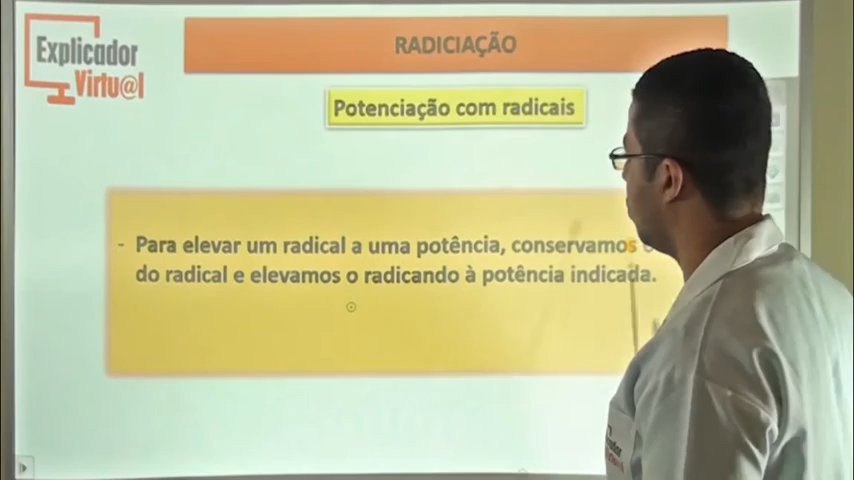 Explicador
Virtu@l
RADICIAÇÃO
Potenciação com radicais
- Para elevar um radical a uma potência, conservamos
do radical e elevamos o radicando à potência indicada.